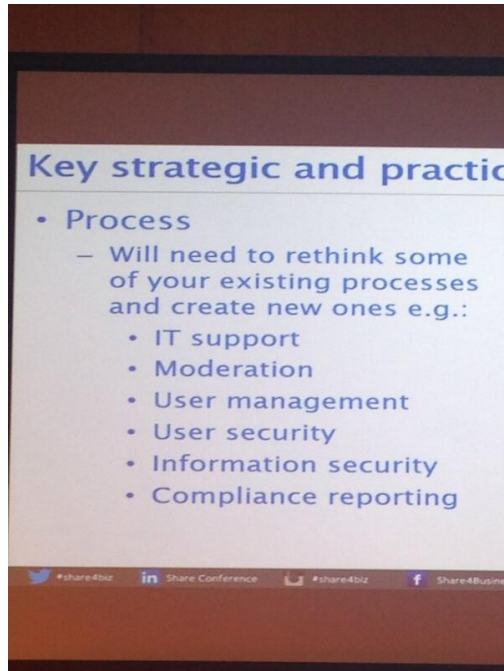 Key strategic and practic
• Process
– Will need to rethink some
of your existing processes
and create new ones e.g.:
• IT support
• Moderation
• User management
• User security
• Information security
• Compliance reporting
#share4biz in Share Conference #share4biz f Share4Busine